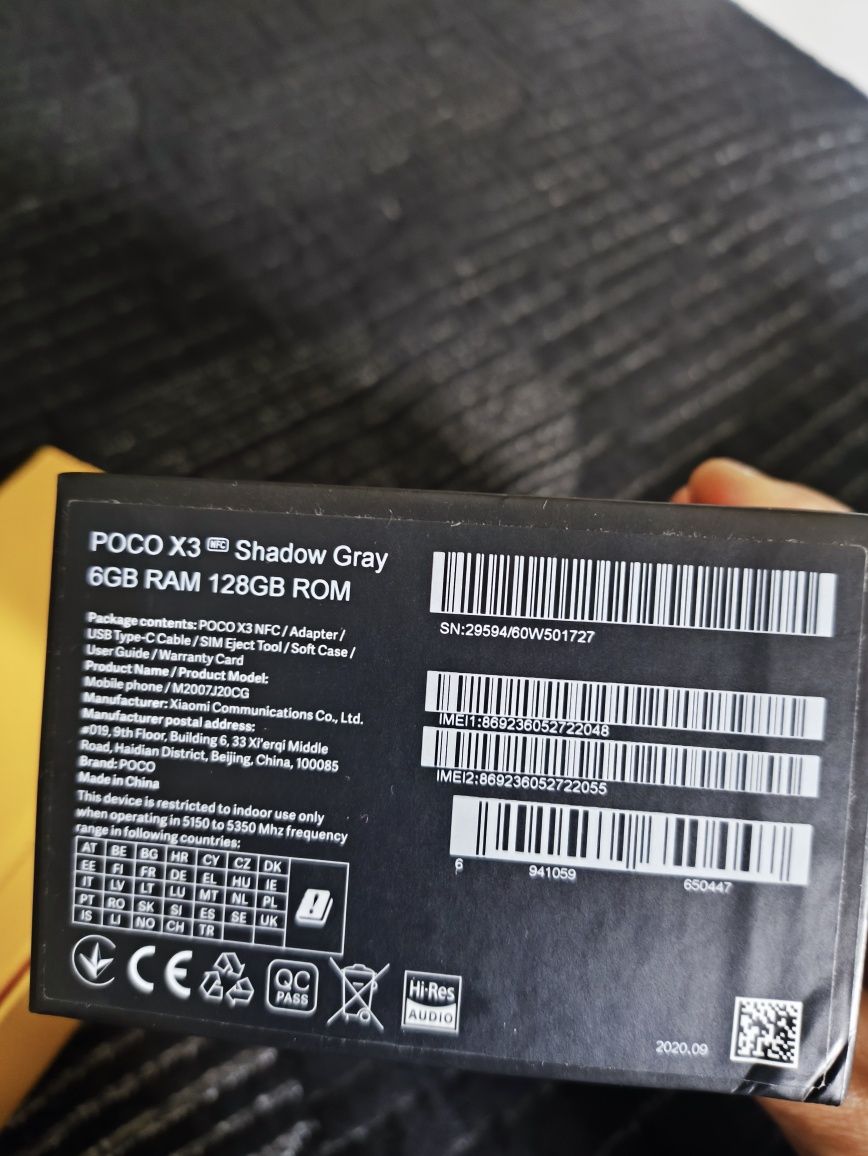 POCO X3 NFC Shadow Gray
6GB RAM 128GB ROM
Package contents: POCO X3 NFC / Adapter /
USB Type-C Cable / SIM Eject Tool / Soft Case /
User Guide / Warranty Card
Product Name / Product Model:
Mobile phone / M2007J20CG
Manufacturer: Xiaomi Communications Co., Ltd.
Manufacturer postal address:
#019, 9th Floor, Building 6, 33 Xi'erqi Middle
Road, Haidian District, Beijing, China, 100085
Brand: POCO
Made in China
This device is restricted to indoor use only
when operating in 5150 to 5350 Mhz frequency
range in following countries:
AT BE BG HR CY CZ DK
EE FI FR DE EL HU IE
IT LV LT LU MT NL PL
PT RO SK SI ES SE UK
IS LI NO CH TR
CE
QC
PASS
Hi-Res
AUDIO
SN:29594/60W501727
IMEI1:869236052722048
IMEI2:869236052722055
6 941059 650447
2020.09